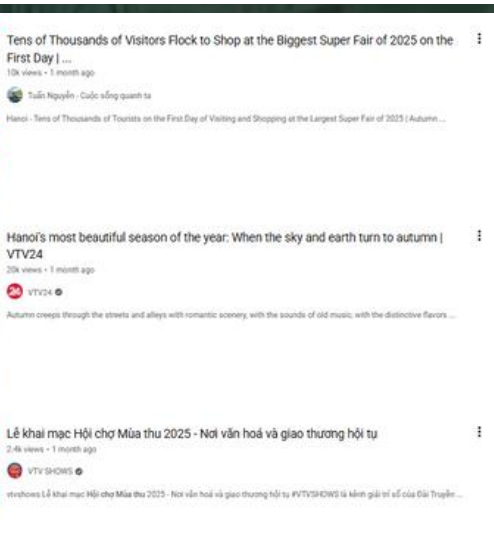 Tens of Thousands of Visitors Flock to Shop at the Biggest Super Fair of 2025 on the
First Day | ...
10k views • 1 month ago
Tuấn Nguyễn - Cuộc sống quanh ta
Hanoi - Tens of Thousands of Tourists on the First Day of Visiting and Shopping at the Largest Super Fair of 2025 | Autumn ...
Hanoi's most beautiful season of the year: When the sky and earth turn to autumn |
VTV24
20k views • 1 month ago
24 VTV24
Autumn creeps through the streets and alleys with romantic scenery, with the sounds of old music, with the distinctive flavors ...
Lễ khai mạc Hội chợ Mùa thu 2025 - Nơi văn hoá và giao thương hội tụ
2.4k views • 1 month ago
VTV SHOWS
vtvshows Lễ khai mạc Hội chợ Mùa thu 2025 - Nơi văn hoá và giao thương hội tụ #VTVSHOWS là kênh giải trí số của Đài Truyền ...